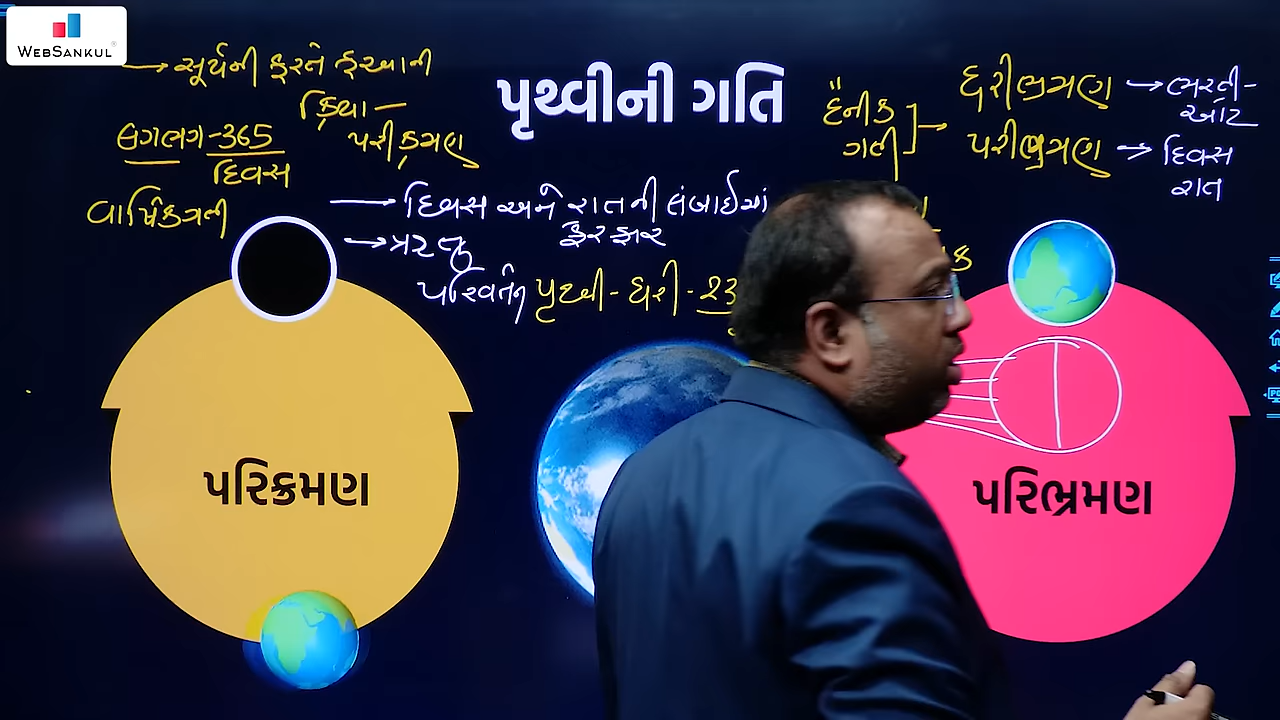 WEBSANKUL
પૃથ્વીની ગતિ
→ સૂર્યની ફરતે ફરવાની
ક્રિયા –
પરીક્રમણ
લગભગ - 365
દિવસ
વાર્ષિકગતી
→ દિવસ અને રાતની લંબાઈમાં
ફેરફાર
→ ઋતુ
પરિવર્તન
પૃથ્વી - ધરી - 23
દૈનીક
ગતી
ધરીભ્રમણ → ભરતી-
ઓટ
પરીભ્રમણ → દિવસ
રાત
ક
પરિક્રમણ
પરિભ્રમણ